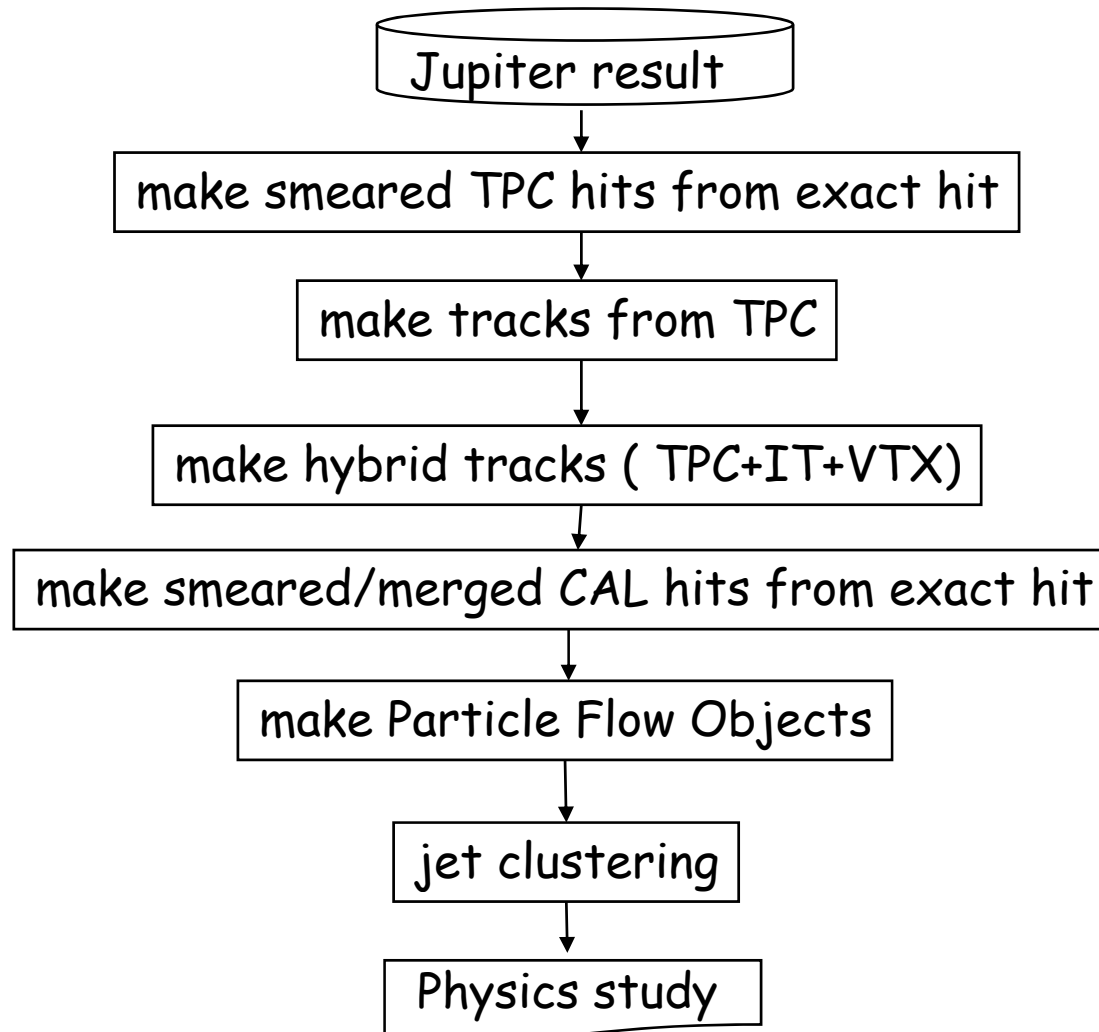 Jupiter result
make smeared TPC hits from exact hit
make tracks from TPC
make hybrid tracks ( TPC+IT+VTX)
make smeared/merged CAL hits from exact hit
make Particle Flow Objects
jet clustering
Physics study